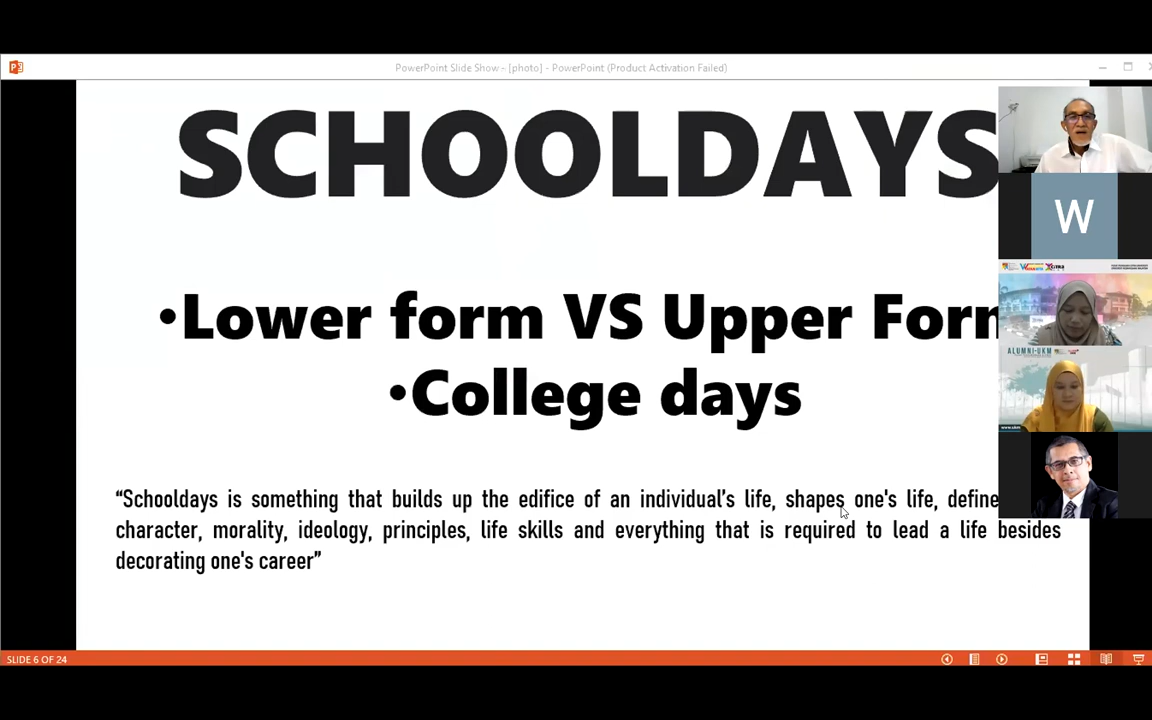 PowerPoint Slide Show - [photo] - PowerPoint (Product Activation Failed)
SCHOOLDAYS
•Lower form VS Upper Form
•College days
“Schooldays is something that builds up the edifice of an individual’s life, shapes one's life, define
character, morality, ideology, principles, life skills and everything that is required to lead a life besides
decorating one's career”
W
ALUMNI-UKM
SLIDE 6 OF 24